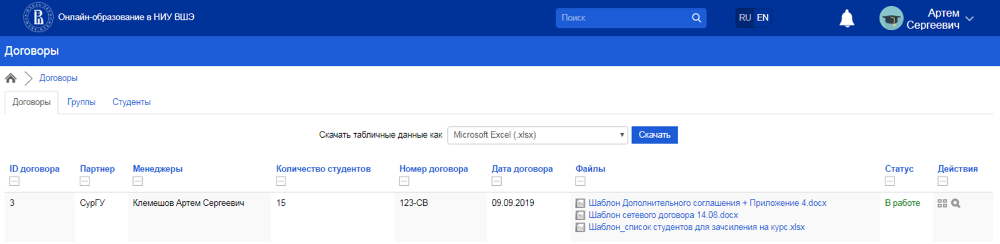 Онлайн-образование в НИУ ВШЭ
Поиск
RU EN
Артем
Сергеевич
Договоры
Договоры
Договоры Группы Студенты
Скачать табличные данные как Microsoft Excel (.xlsx) Скачать
ID договора Партнер Менеджеры Количество студентов Номер договора Дата договора Файлы Статус Действия
3 СурГУ Клемешов Артем Сергеевич 15 123-СВ 09.09.2019 Шаблон Дополнительного соглашения + Приложение 4.docx В работе
Шаблон сетевого договора 14.08.docx
Шаблон_список студентов для зачсиления на курс.xlsx